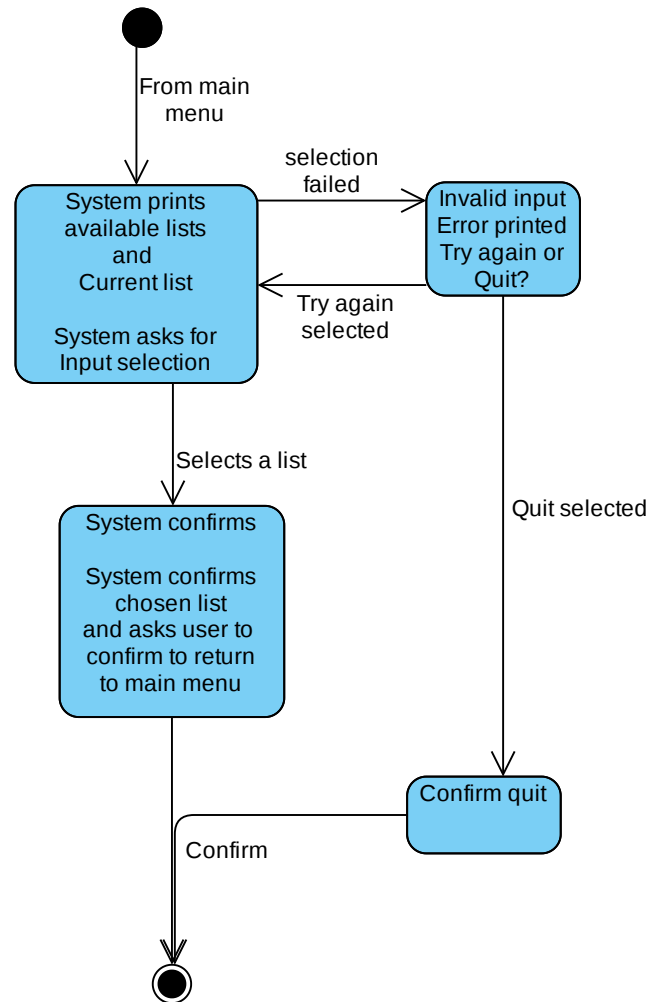 From main
menu
selection
failed
System prints
available lists
and
Current list
System asks for
Input selection
Invalid input
Error printed
Try again or
Quit?
Try again
selected
Selects a list
Quit selected
System confirms
System confirms
chosen list
and asks user to
confirm to return
to main menu
Confirm quit
Confirm